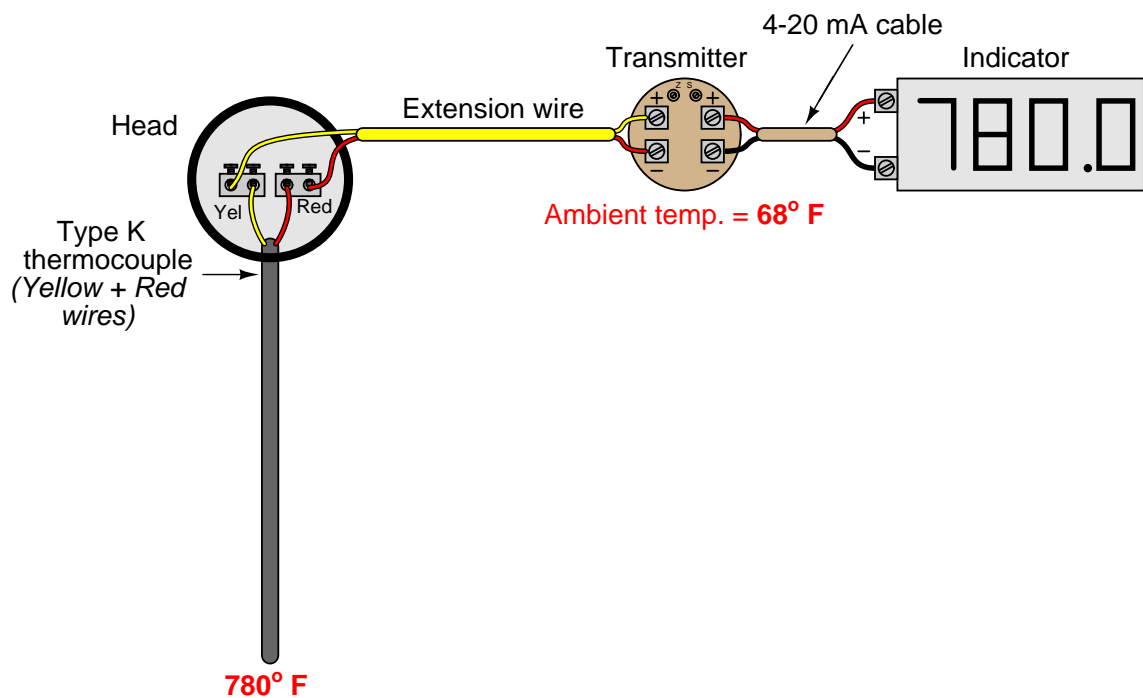 4-20 mA cable
Transmitter
Indicator
Head
Extension wire
Z S
+ +
+
- -
-
780.0
Yel
Red
Ambient temp. = 68° F
Type K
thermocouple
(Yellow + Red
wires)
780° F